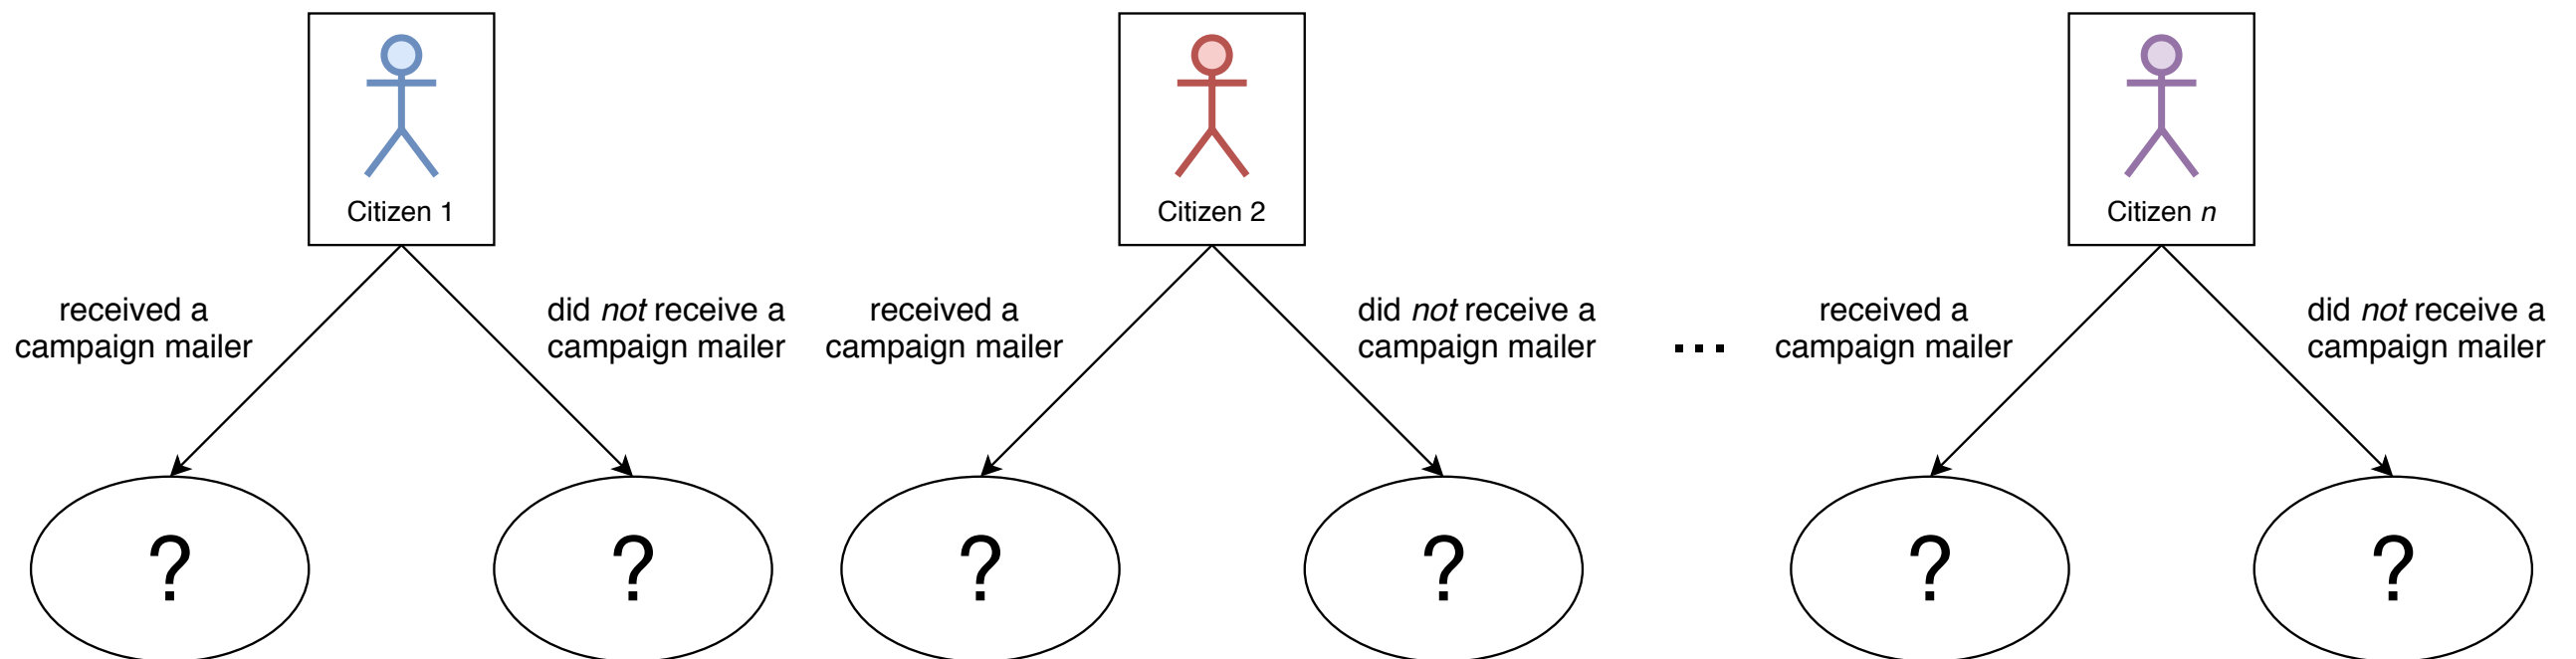 Citizen 1
Citizen 2
Citizen n
received a
campaign mailer
did not receive a
campaign mailer
received a
campaign mailer
did not receive a
campaign mailer
...
received a
campaign mailer
did not receive a
campaign mailer
?
?
?
?
?
?